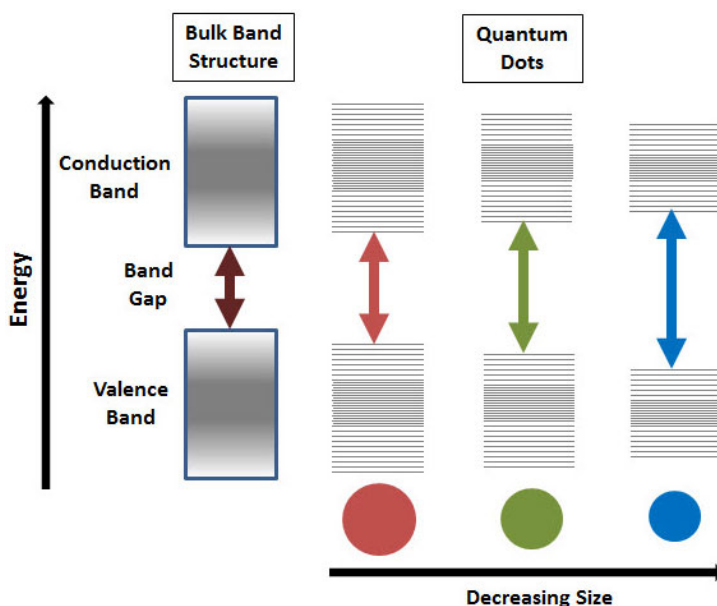 Bulk Band
Structure
Quantum
Dots
Conduction
Band
Band
Gap
Valence
Band
Energy
Decreasing Size